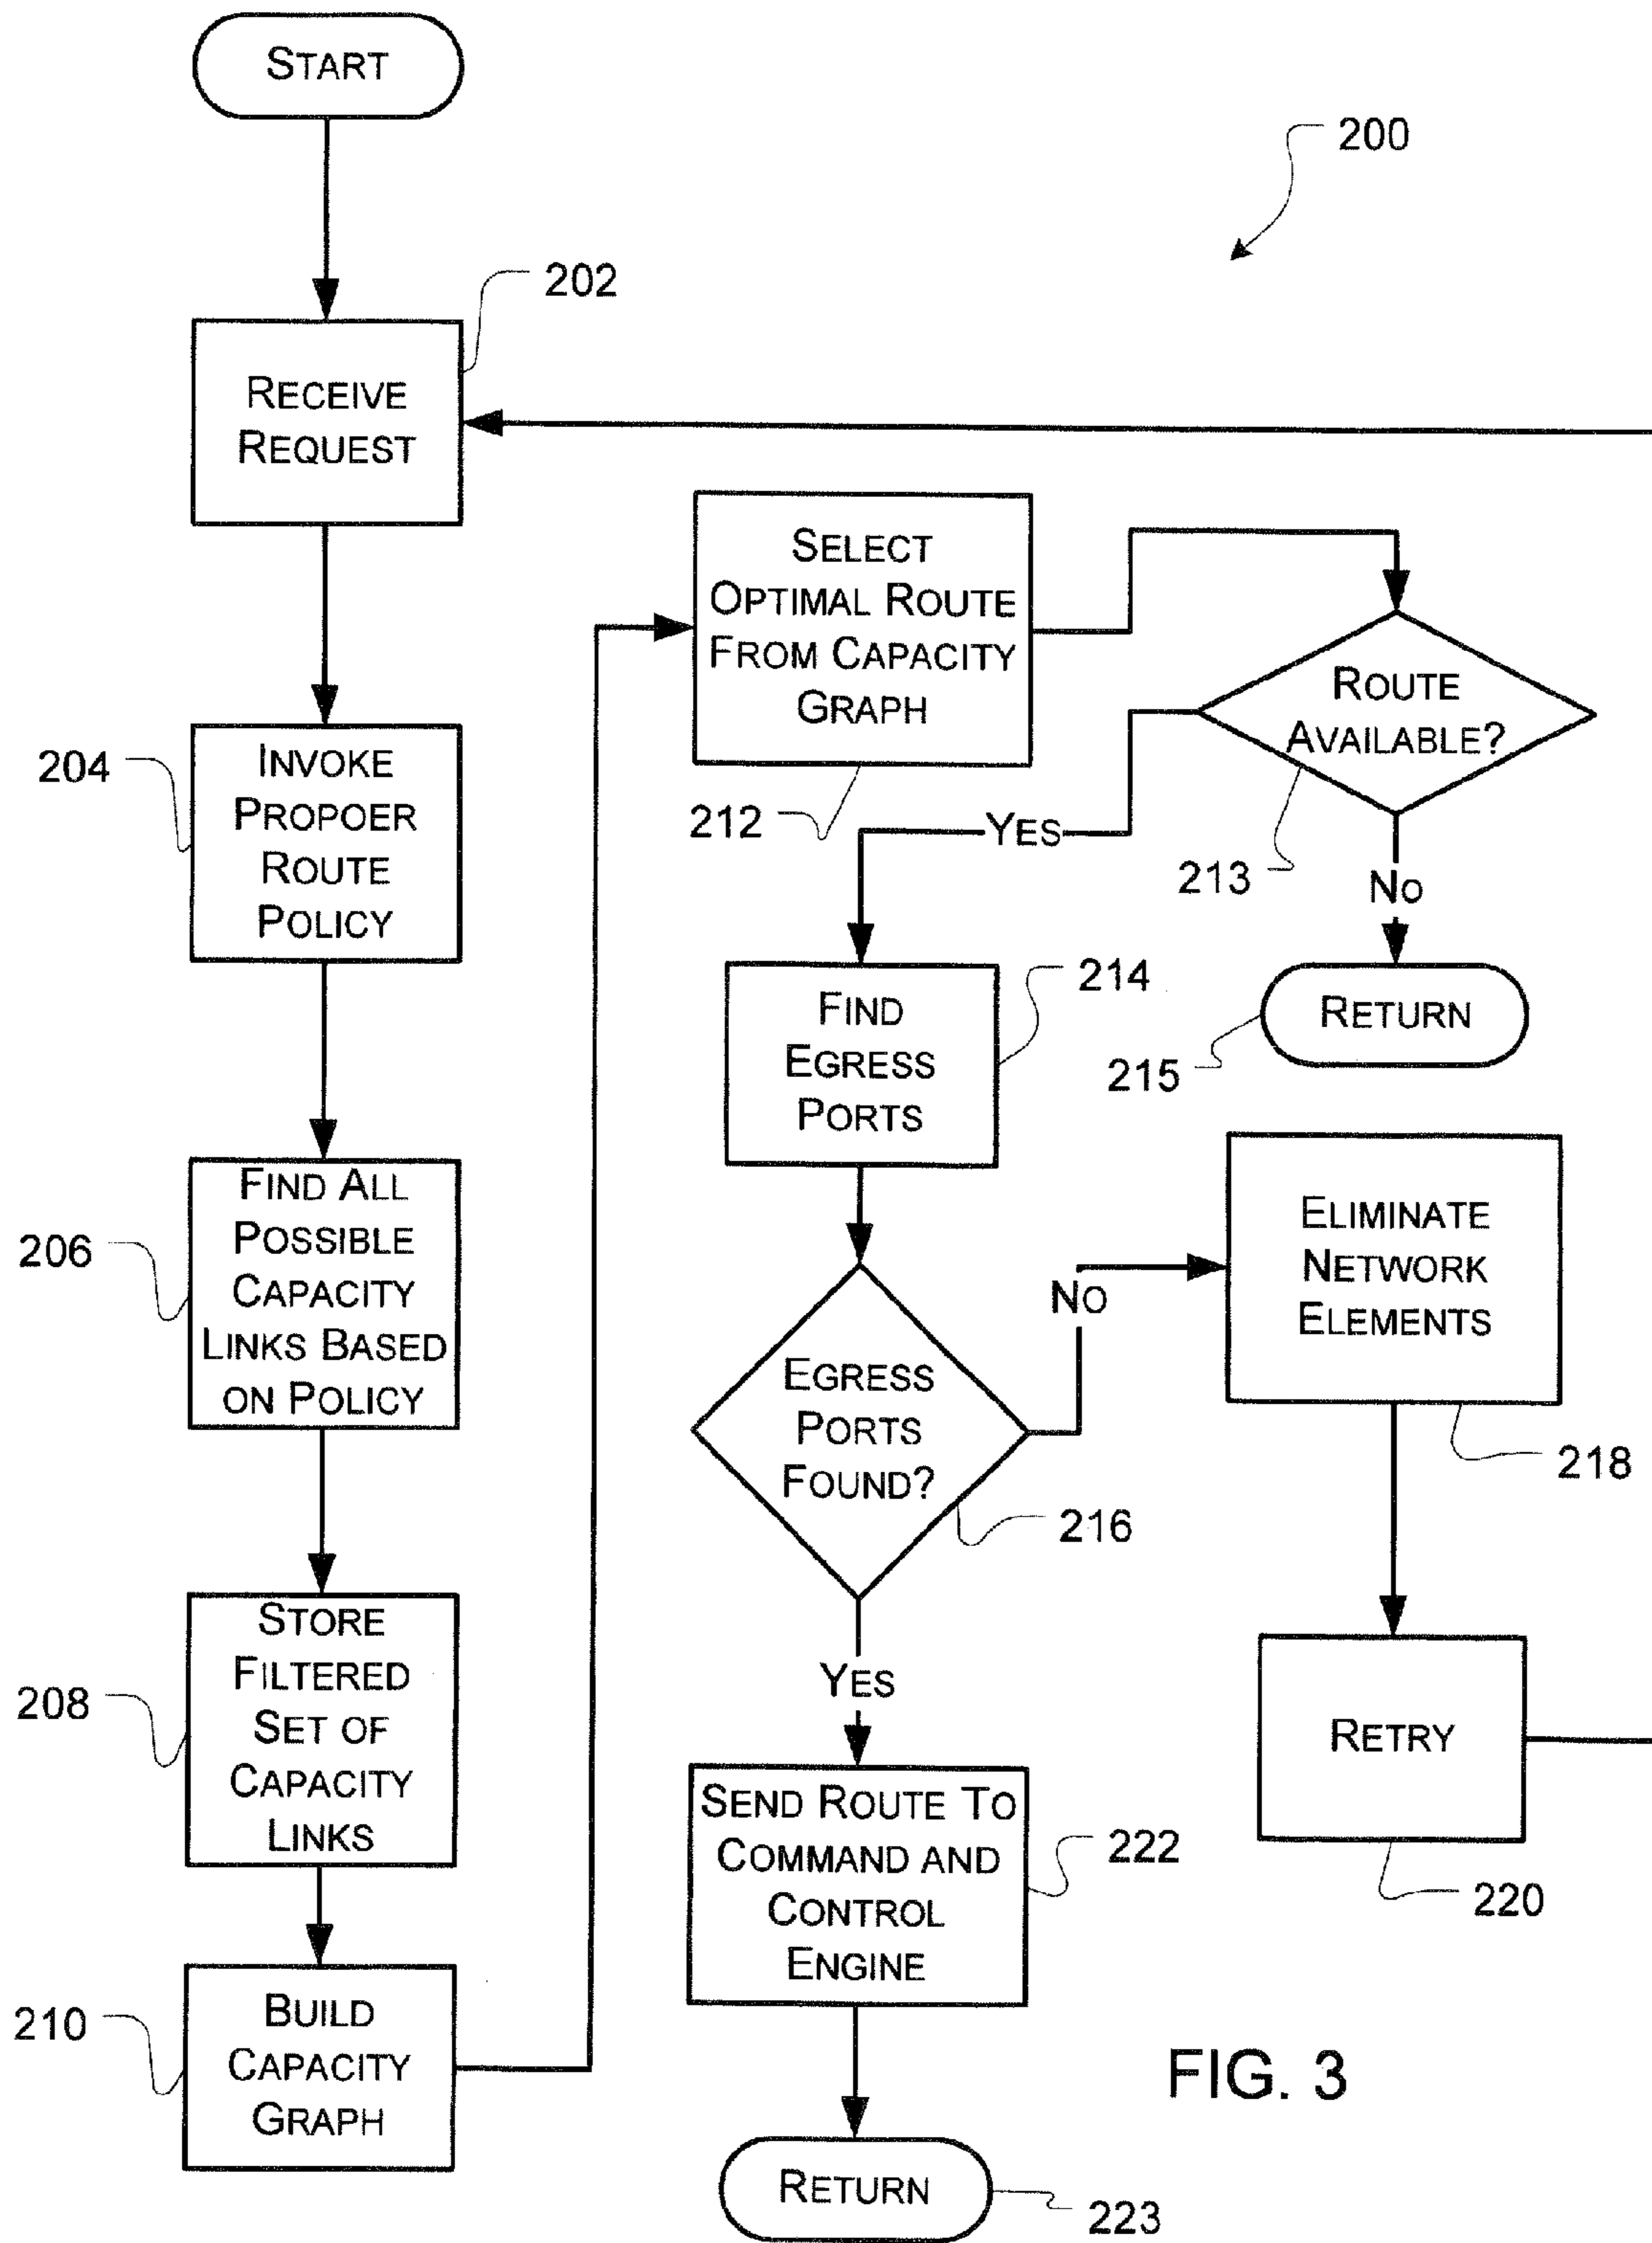 START
200
202
RECEIVE
REQUEST
204
INVOKE
PROPOER
ROUTE
POLICY
206
FIND ALL
POSSIBLE
CAPACITY
LINKS BASED
ON POLICY
208
STORE
FILTERED
SET OF
CAPACITY
LINKS
210
BUILD
CAPACITY
GRAPH
SELECT
OPTIMAL ROUTE
FROM CAPACITY
GRAPH
212
ROUTE
AVAILABLE?
213
YES
NO
RETURN
215
FIND
EGRESS
PORTS
214
EGRESS
PORTS
FOUND?
216
NO
ELIMINATE
NETWORK
ELEMENTS
218
RETRY
220
YES
SEND ROUTE TO
COMMAND AND
CONTROL
ENGINE
222
RETURN
223
FIG. 3